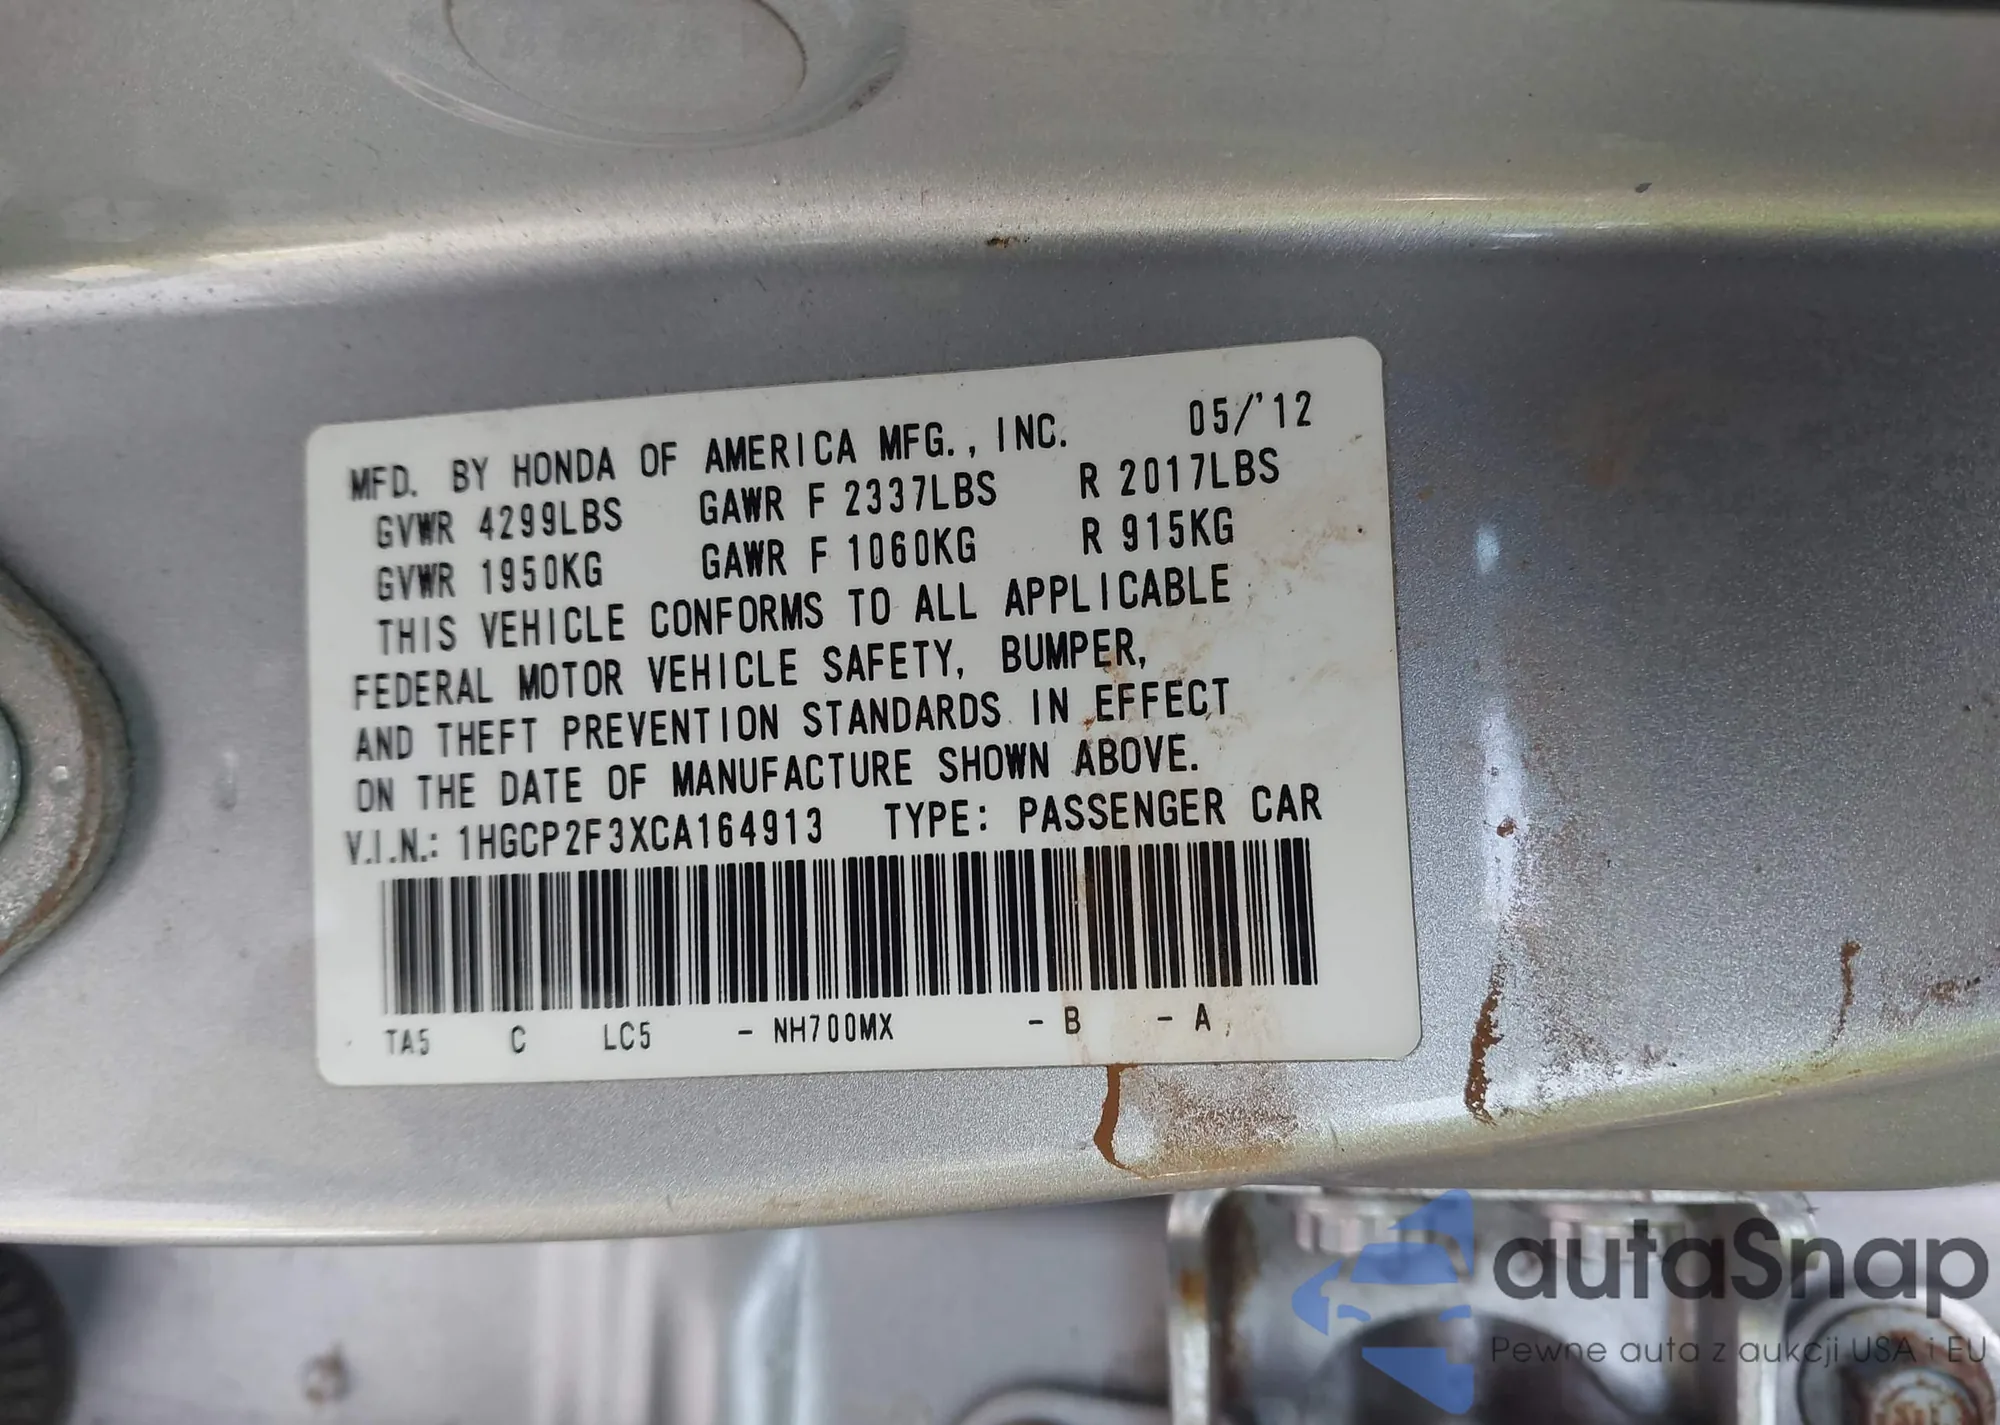 MFD. BY HONDA OF AMERICA MFG., INC. 05/'12
GVWR 4299LBS GAWR F 2337LBS R 2017LBS
GVWR 1950KG GAWR F 1060KG R 915KG
THIS VEHICLE CONFORMS TO ALL APPLICABLE
FEDERAL MOTOR VEHICLE SAFETY, BUMPER,
AND THEFT PREVENTION STANDARDS IN EFFECT
ON THE DATE OF MANUFACTURE SHOWN ABOVE.
V.I.N.: 1HGCP2F3XCA164913 TYPE: PASSENGER CAR
TA5 C LC5 - NH700MX - B - A
autaSnap
Pewne auta z aukcji USA i EU